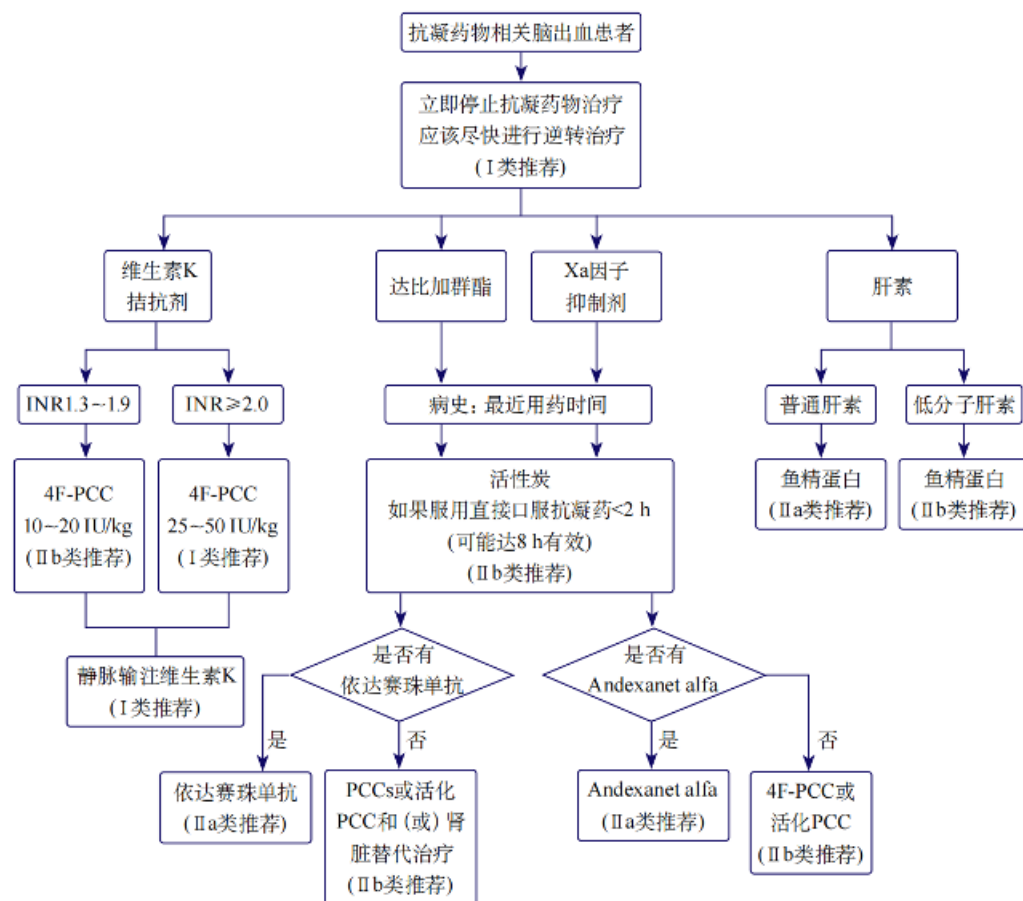 抗凝药物相关脑出血患者
立即停止抗凝药物治疗
应该尽快进行逆转治疗
(Ⅰ类推荐)
维生素K
拮抗剂
达比加群酯
Xa因子
抑制剂
肝素
INR1.3~1.9
INR≥2.0
病史：最近用药时间
普通肝素
低分子肝素
4F-PCC
10~20 IU/kg
(Ⅱb类推荐)
4F-PCC
25~50 IU/kg
(Ⅰ类推荐)
活性炭
如果服用直接口服抗凝药<2 h
(可能达8 h有效)
(Ⅱb类推荐)
鱼精蛋白
(Ⅱa类推荐)
鱼精蛋白
(Ⅱb类推荐)
静脉输注维生素K
(Ⅰ类推荐)
是否有
依达赛珠单抗
是否有
Andexanet alfa
是
否
是
否
依达赛珠单抗
(Ⅱa类推荐)
PCCs或活化
PCC和(或)肾
脏替代治疗
(Ⅱb类推荐)
Andexanet alfa
(Ⅱa类推荐)
4F-PCC或
活化PCC
(Ⅱb类推荐)